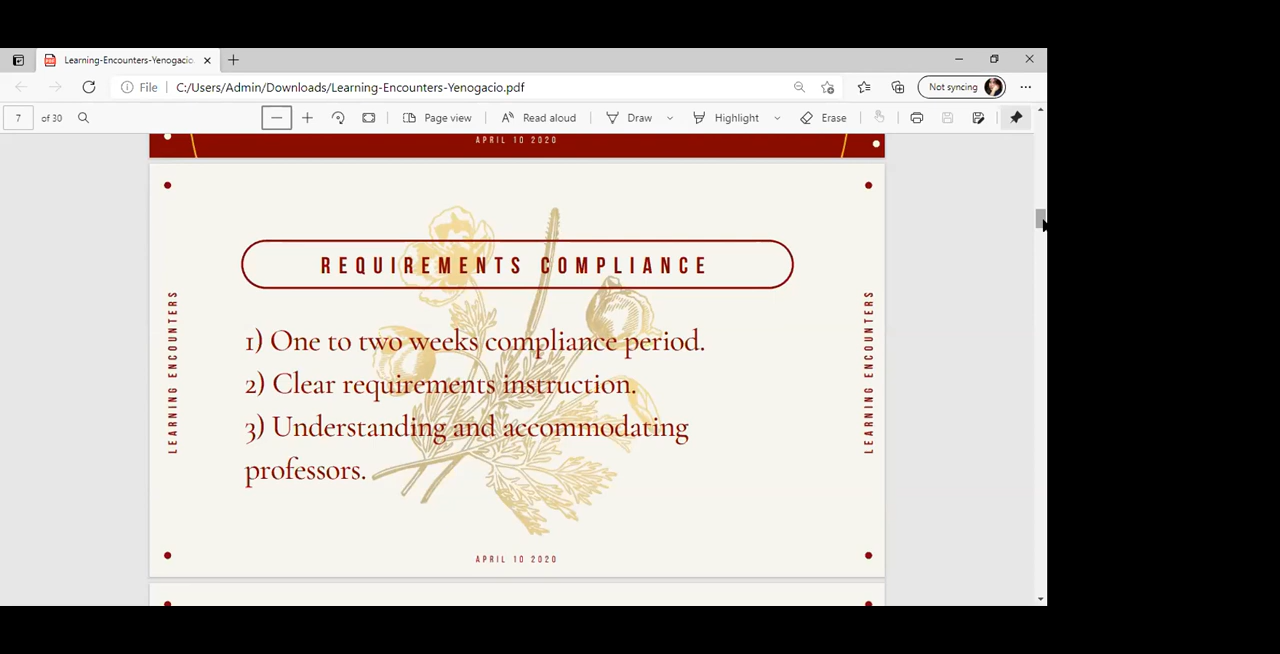 Learning-Encounters-Yenogacio
File C:/Users/Admin/Downloads/Learning-Encounters-Yenogacio.pdf
Not syncing
7 of 30
Page view
Read aloud
Draw
Highlight
Erase
APRIL 10 2020
REQUIREMENTS COMPLIANCE
LEARNING ENCOUNTERS
1) One to two weeks compliance period.
2) Clear requirements instruction.
3) Understanding and accommodating
professors.
LEARNING ENCOUNTERS
APRIL 10 2020